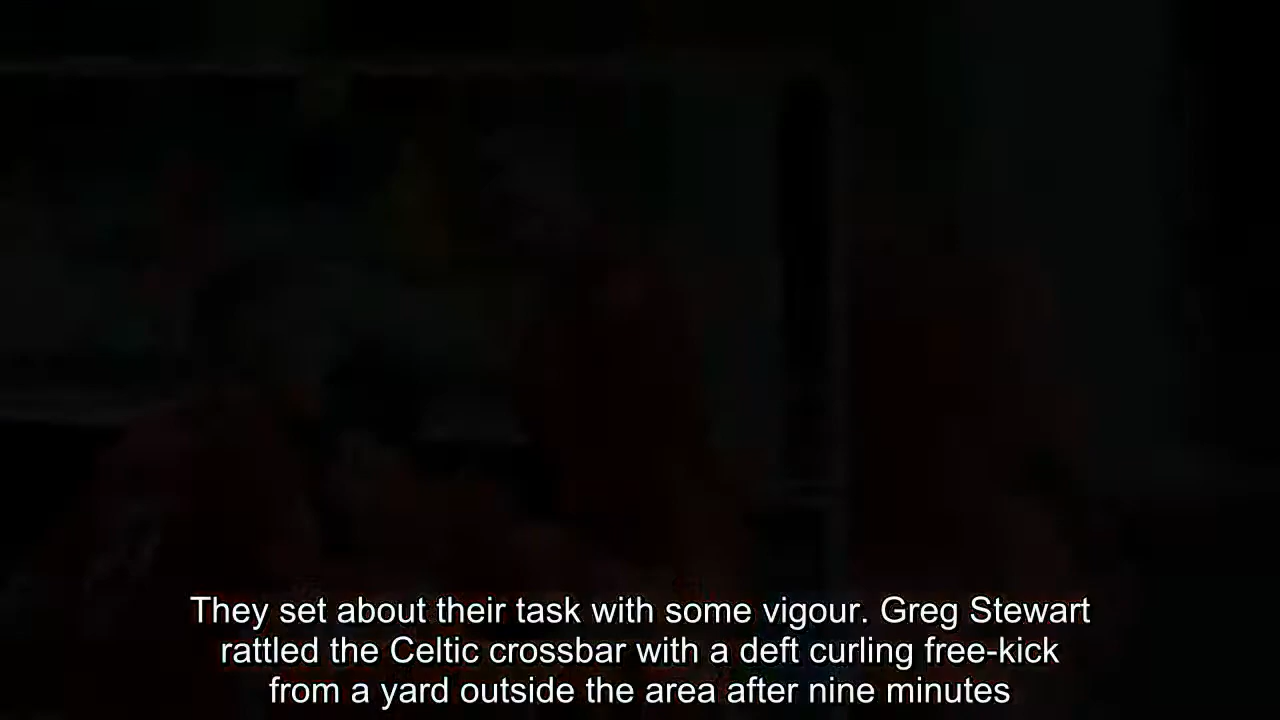 They set about their task with some vigour. Greg Stewart
rattled the Celtic crossbar with a deft curling free-kick
from a yard outside the area after nine minutes